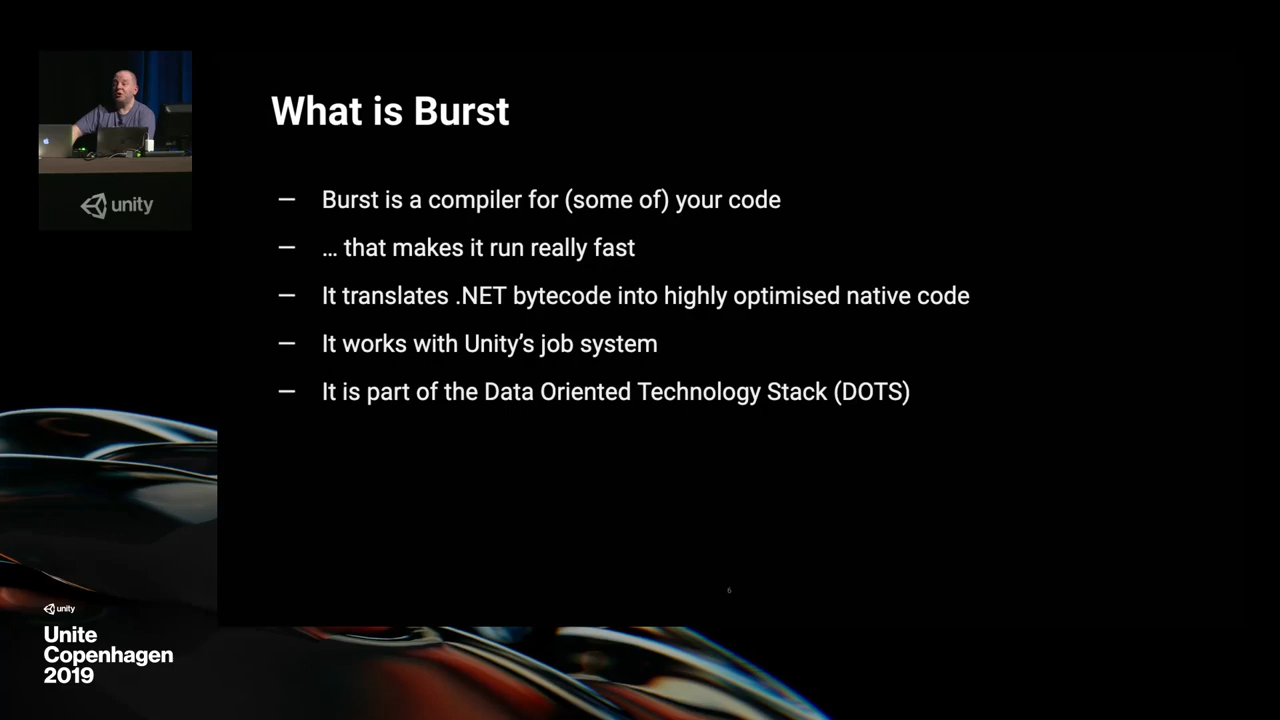 What is Burst
— Burst is a compiler for (some of) your code
— … that makes it run really fast
— It translates .NET bytecode into highly optimised native code
— It works with Unity’s job system
— It is part of the Data Oriented Technology Stack (DOTS)
6
unity
unity
Unite
Copenhagen
2019